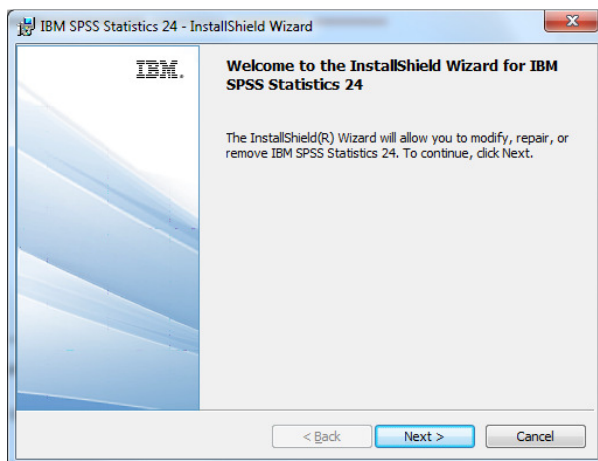 IBM SPSS Statistics 24 - InstallShield Wizard
IBM.
Welcome to the InstallShield Wizard for IBM
SPSS Statistics 24
The InstallShield(R) Wizard will allow you to modify, repair, or
remove IBM SPSS Statistics 24. To continue, click Next.
< Back
Next >
Cancel